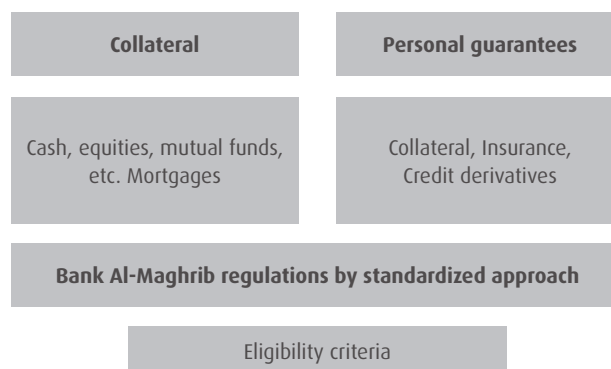 Collateral
Personal guarantees
Cash, equities, mutual funds,
etc. Mortgages
Collateral, Insurance,
Credit derivatives
Bank Al-Maghrib regulations by standardized approach
Eligibility criteria